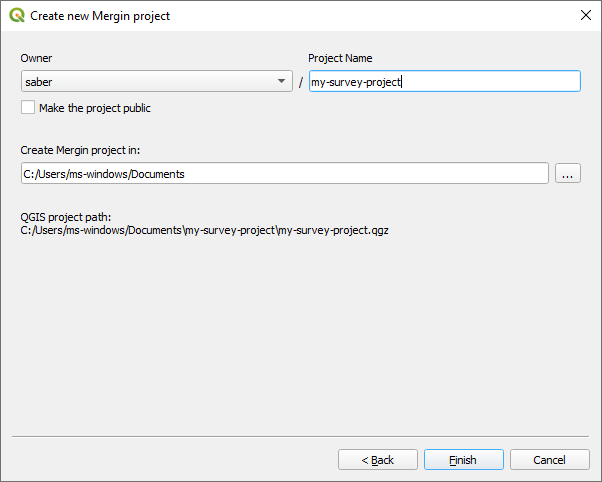 Create new Mergin project
Owner
Project Name
saber
/
my-survey-project
Make the project public
Create Mergin project in:
C:/Users/ms-windows/Documents
...
QGIS project path:
C:/Users/ms-windows/Documents\my-survey-project\my-survey-project.qgz
< Back
Finish
Cancel